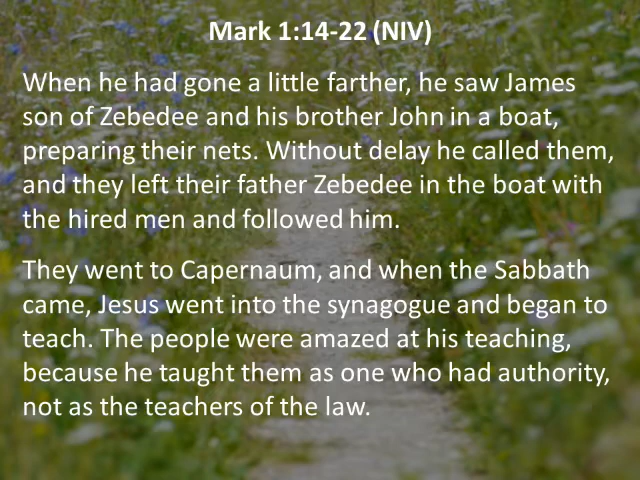 Mark 1:14-22 (NIV)
When he had gone a little farther, he saw James
son of Zebedee and his brother John in a boat,
preparing their nets. Without delay he called them,
and they left their father Zebedee in the boat with
the hired men and followed him.
They went to Capernaum, and when the Sabbath
came, Jesus went into the synagogue and began to
teach. The people were amazed at his teaching,
because he taught them as one who had authority,
not as the teachers of the law.